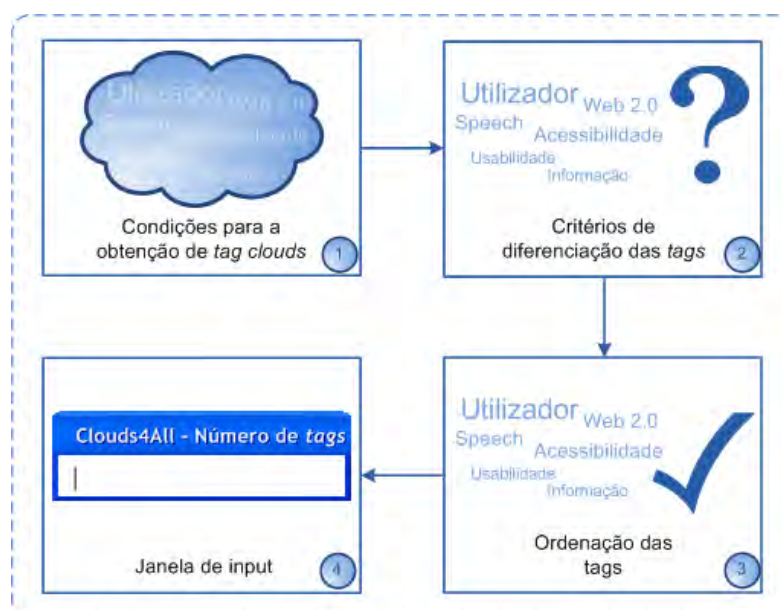 Utilizador
Condições para a
obtenção de tag clouds
1
Utilizador Web 2.0
Speech Acessibilidade
Usabilidade
Informação
?
Critérios de
diferenciação das tags
2
Utilizador Web 2.0
Speech
Acessibilidade
Usabilidade
Informação
Ordenação das
tags
3
Clouds4All - Número de tags
Janela de input
4